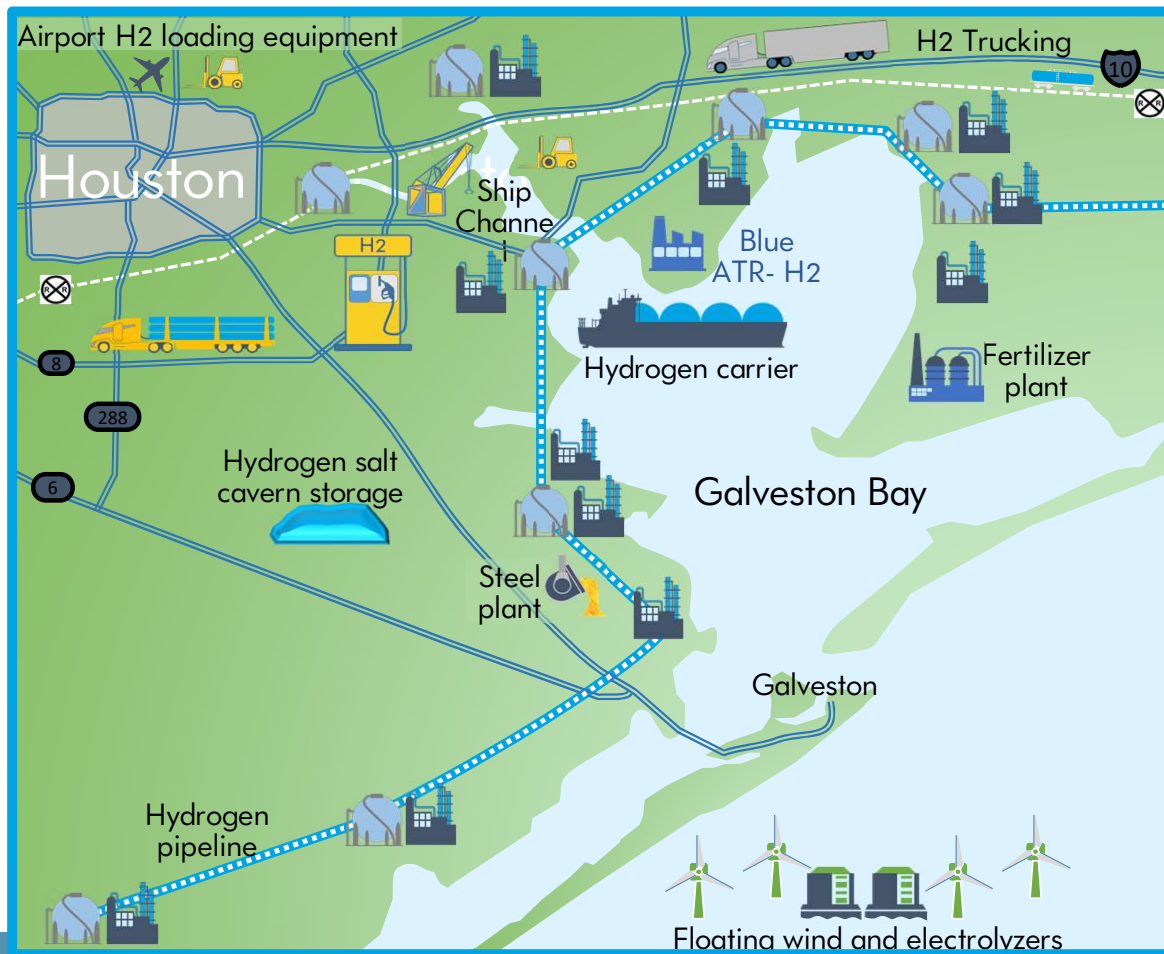 Airport H2 loading equipment
H2 Trucking
10
R R
Houston
Ship
Channe
l
H2
Blue
ATR- H2
R R
8
Hydrogen carrier
Fertilizer
plant
288
6
Hydrogen salt
cavern storage
Galveston Bay
Steel
plant
Galveston
Hydrogen
pipeline
Floating wind and electrolyzers